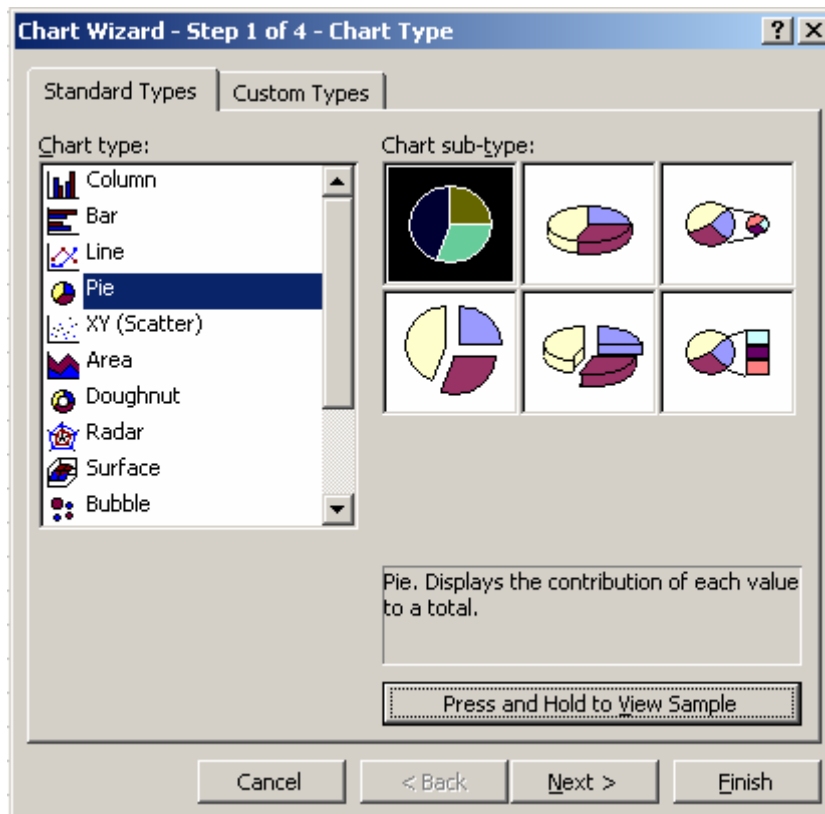 Chart Wizard - Step 1 of 4 - Chart Type
Standard Types
Custom Types
Chart type:
Column
Bar
Line
Pie
XY (Scatter)
Area
Doughnut
Radar
Surface
Bubble
Chart sub-type:
Pie. Displays the contribution of each value
to a total.
Press and Hold to View Sample
Cancel
< Back
Next >
Finish